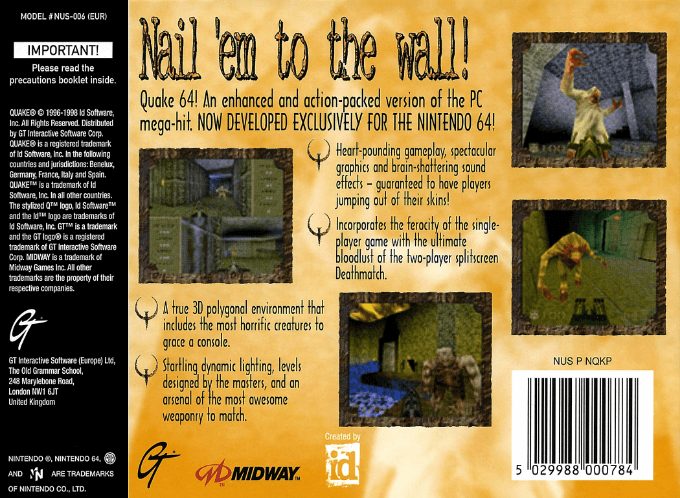 MODEL # NUS-006 (EUR)
IMPORTANT!
Please read the
precautions booklet inside.
QUAKE® © 1996-1998 Id Software,
Inc. All Rights Reserved. Distributed
by GT Interactive Software Corp.
QUAKE® is a registered trademark
of Id Software, Inc. In the following
countries and jurisdictions: Benelux,
Germany, France, Italy and Spain.
QUAKE™ is a trademark of Id
Software, Inc. In all other countries.
The stylized Q™ logo, Id Software™
and the Id™ logo are trademarks of
Id Software, Inc. GT™ is a trademark
and the GT logo® is a registered
trademark of GT Interactive Software
Corp. MIDWAY is a trademark of
Midway Games Inc. All other
trademarks are the property of their
respective companies.
GT
GT Interactive Software (Europe) Ltd,
The Old Grammar School,
248 Marylebone Road,
London NW1 6JT
United Kingdom
NINTENDO ®, NINTENDO 64,
AND N ARE TRADEMARKS
OF NINTENDO CO., LTD.
Nail 'em to the wall!
Quake 64! An enhanced and action-packed version of the PC
mega-hit. NOW DEVELOPED EXCLUSIVELY FOR THE NINTENDO 64!
Heart-pounding gameplay, spectacular
graphics and brain-shattering sound
effects – guaranteed to have players
jumping out of their skins!
Incorporates the ferocity of the single-
player game with the ultimate
bloodlust of the two-player splitscreen
Deathmatch.
A true 3D polygonal environment that
includes the most horrific creatures to
grace a console.
Startling dynamic lighting, levels
designed by the masters, and an
arsenal of the most awesome
weaponry to match.
GT
MIDWAY™
Created by
id
NUS P NQKP
5 029988 000784